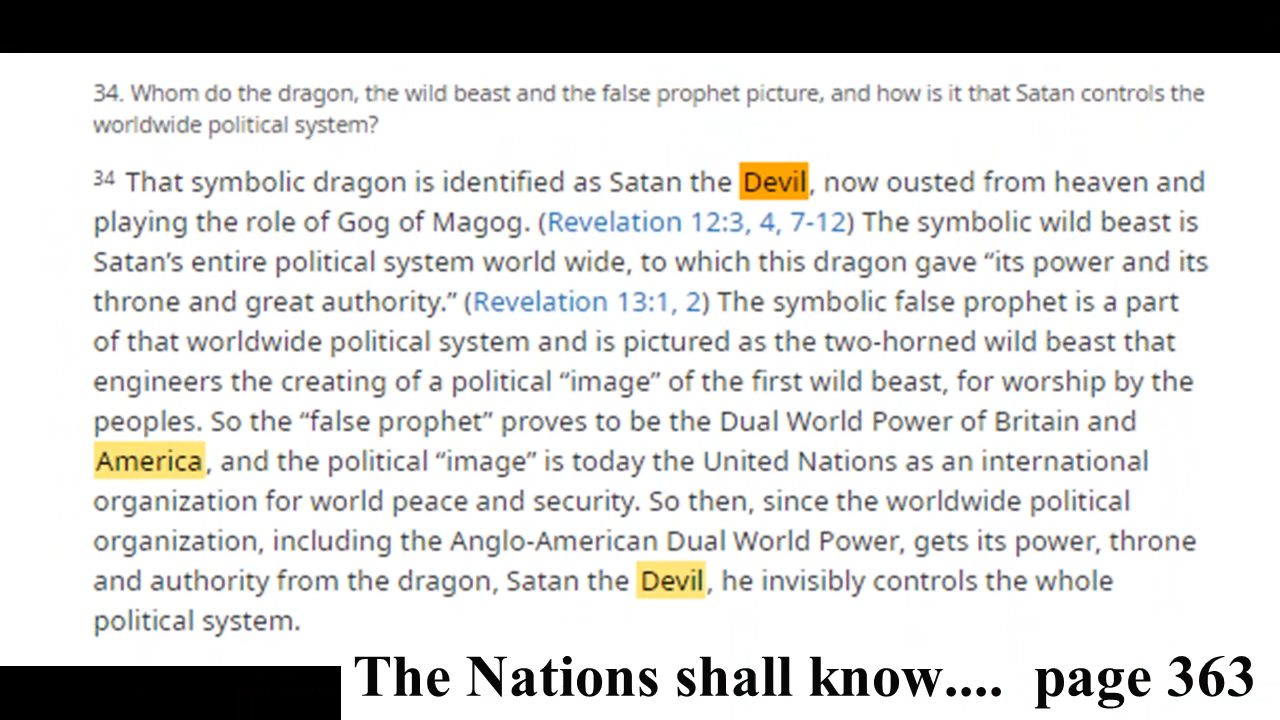 34. Whom do the dragon, the wild beast and the false prophet picture, and how is it that Satan controls the
worldwide political system?
34 That symbolic dragon is identified as Satan the Devil, now ousted from heaven and
playing the role of Gog of Magog. (Revelation 12:3, 4, 7-12) The symbolic wild beast is
Satan’s entire political system world wide, to which this dragon gave “its power and its
throne and great authority.” (Revelation 13:1, 2) The symbolic false prophet is a part
of that worldwide political system and is pictured as the two-horned wild beast that
engineers the creating of a political “image” of the first wild beast, for worship by the
peoples. So the “false prophet” proves to be the Dual World Power of Britain and
America, and the political “image” is today the United Nations as an international
organization for world peace and security. So then, since the worldwide political
organization, including the Anglo-American Dual World Power, gets its power, throne
and authority from the dragon, Satan the Devil, he invisibly controls the whole
political system.
The Nations shall know.... page 363